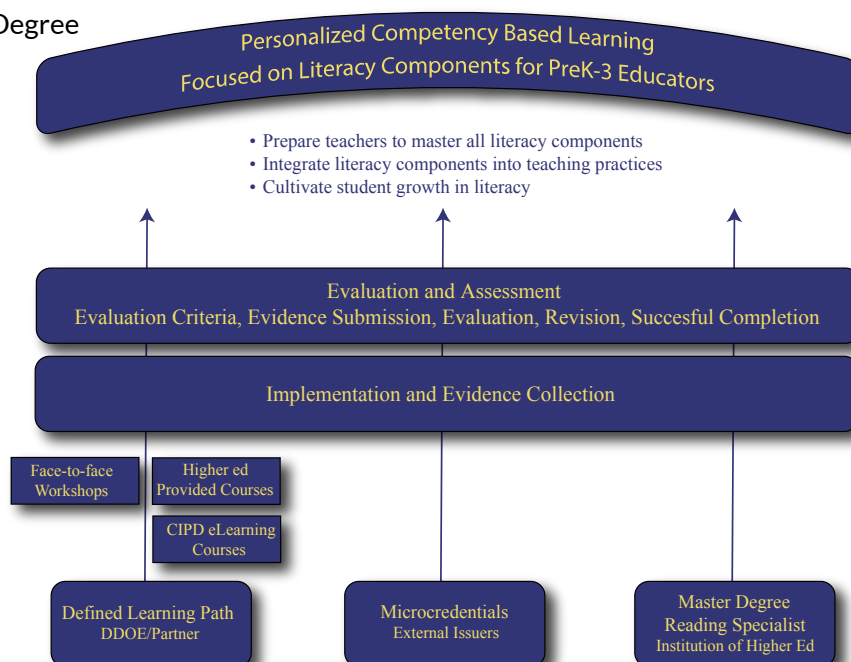 Degree
Personalized Competency Based Learning
Focused on Literacy Components for PreK-3 Educators
• Prepare teachers to master all literacy components
• Integrate literacy components into teaching practices
• Cultivate student growth in literacy
Evaluation and Assessment
Evaluation Criteria, Evidence Submission, Evaluation, Revision, Succesful Completion
Implementation and Evidence Collection
Face-to-face
Workshops
Higher ed
Provided Courses
CIPD eLearning
Courses
Defined Learning Path
DDOE/Partner
Microcredentials
External Issuers
Master Degree
Reading Specialist
Institution of Higher Ed